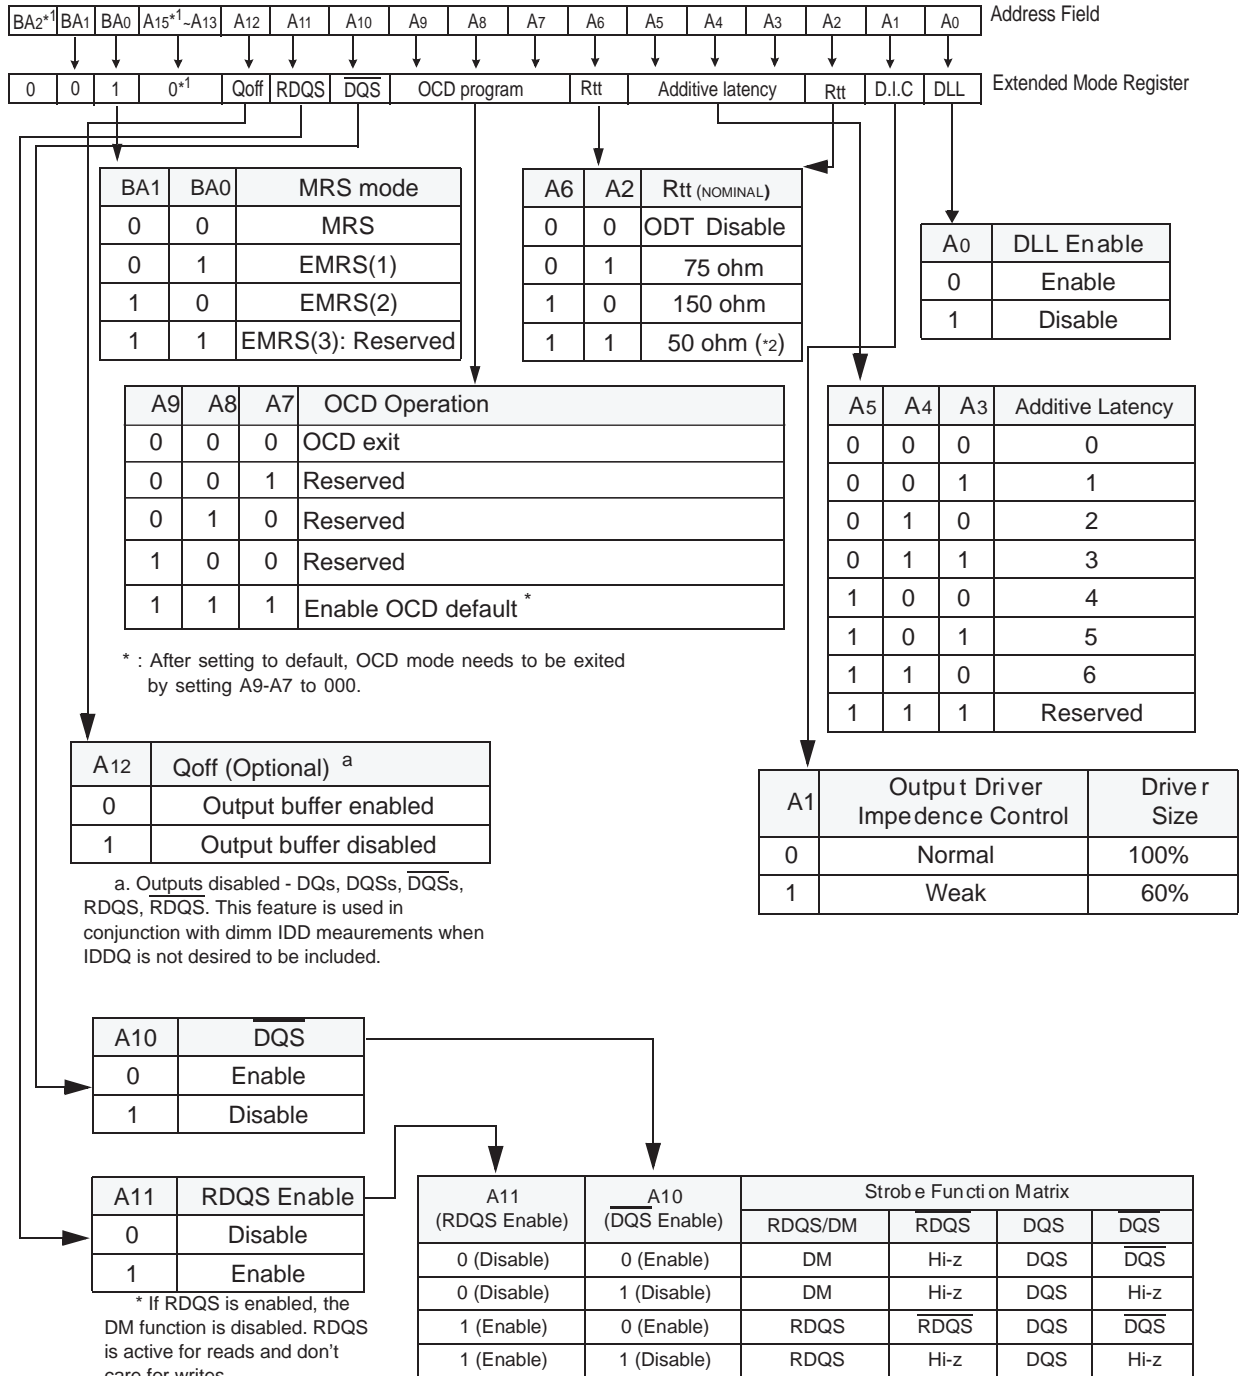 BA2*1 BA1 BA0 A15*1~A13 A12 A11 A10 A9 A8 A7 A6 A5 A4 A3 A2 A1 A0 Address Field
0 0 1 0*1 Qoff RDQS DQS OCD program Rtt Additive latency Rtt D.I.C DLL Extended Mode Register
BA1 BA0 MRS mode
0 0 MRS
0 1 EMRS(1)
1 0 EMRS(2)
1 1 EMRS(3): Reserved
A6 A2 Rtt (NOMINAL)
0 0 ODT Disable
0 1 75 ohm
1 0 150 ohm
1 1 50 ohm (*2)
A0 DLL Enable
0 Enable
1 Disable
A9 A8 A7 OCD Operation
0 0 0 OCD exit
0 0 1 Reserved
0 1 0 Reserved
1 0 0 Reserved
1 1 1 Enable OCD default *
* : After setting to default, OCD mode needs to be exited
by setting A9-A7 to 000.
A5 A4 A3 Additive Latency
0 0 0 0
0 0 1 1
0 1 0 2
0 1 1 3
1 0 0 4
1 0 1 5
1 1 0 6
1 1 1 Reserved
A12 Qoff (Optional) a
0 Output buffer enabled
1 Output buffer disabled
a. Outputs disabled - DQs, DQSs, DQSs,
RDQS, RDQS. This feature is used in
conjunction with dimm IDD meaurements when
IDDQ is not desired to be included.
A1 Output Driver Impedence Control Driver Size
0 Normal 100%
1 Weak 60%
A10 DQS
0 Enable
1 Disable
A11 RDQS Enable
0 Disable
1 Enable
* If RDQS is enabled, the
DM function is disabled. RDQS
is active for reads and don't
care for writes
A11 (RDQS Enable) A10 (DQS Enable) Strobe Function Matrix
RDQS/DM RDQS DQS DQS
0 (Disable) 0 (Enable) DM Hi-z DQS DQS
0 (Disable) 1 (Disable) DM Hi-z DQS Hi-z
1 (Enable) 0 (Enable) RDQS RDQS DQS DQS
1 (Enable) 1 (Disable) RDQS Hi-z DQS Hi-z